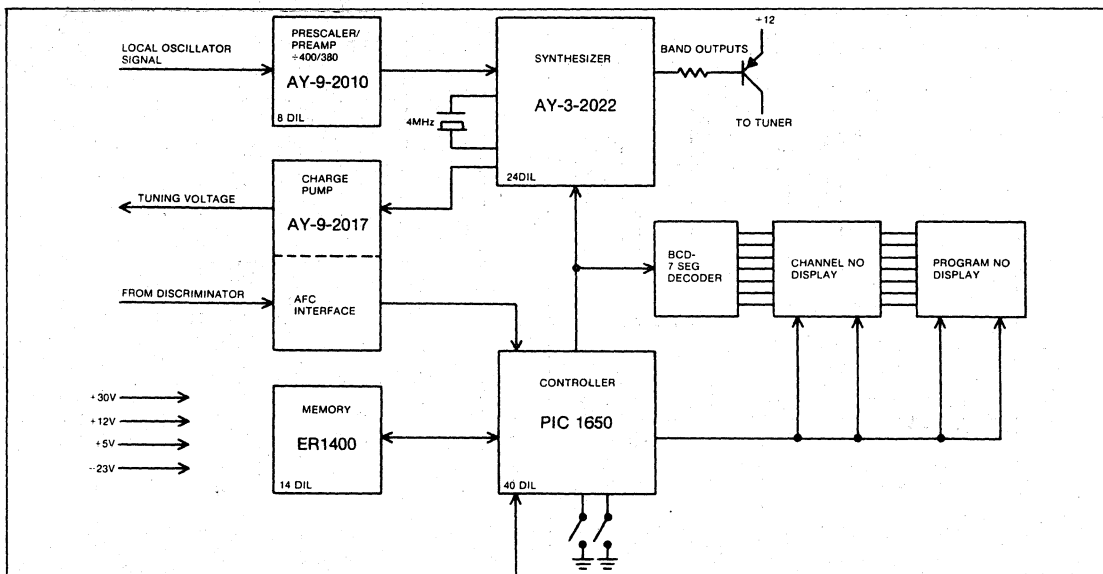 LOCAL OSCILLATOR
SIGNAL
PRESCALER/
PREAMP
÷400/380
AY-9-2010
8 DIL
4MHz
SYNTHESIZER
AY-3-2022
24DIL
BAND OUTPUTS
+12
TO TUNER
TUNING VOLTAGE
CHARGE
PUMP
AY-9-2017
FROM DISCRIMINATOR
AFC
INTERFACE
BCD-
7 SEG
DECODER
CHANNEL NO
DISPLAY
PROGRAM NO
DISPLAY
+30V
+12V
+5V
--23V
MEMORY
ER1400
14 DIL
CONTROLLER
PIC 1650
40 DIL